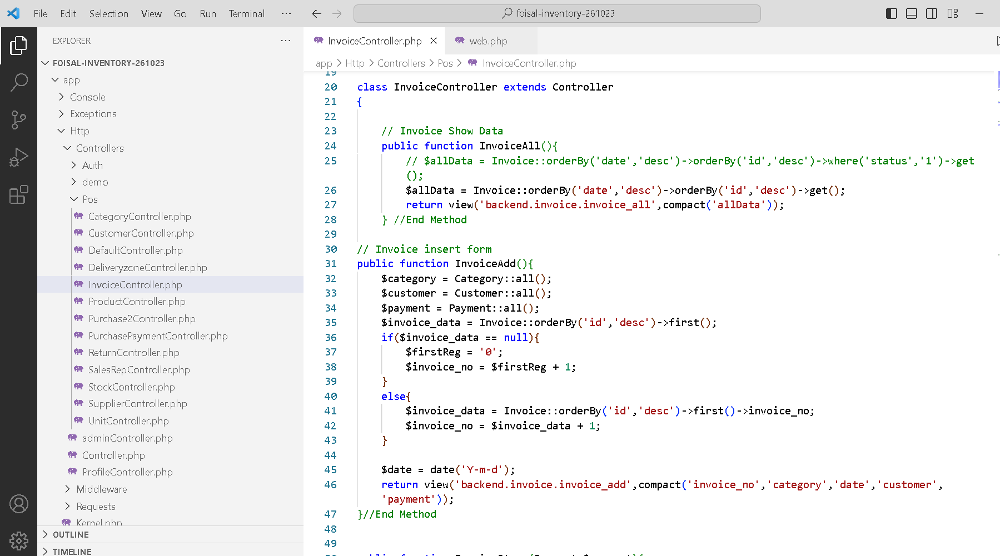 File Edit Selection View Go Run Terminal ···
foisal-inventory-261023
EXPLORER
FOISAL-INVENTORY-261023
app
Console
Exceptions
Http
Controllers
Auth
demo
Pos
CategoryController.php
CustomerController.php
DefaultController.php
DeliveryzoneController.php
InvoiceController.php
ProductController.php
Purchase2Controller.php
PurchasePaymentController.php
ReturnController.php
SalesRepController.php
StockController.php
SupplierController.php
UnitController.php
adminController.php
Controller.php
ProfileController.php
Middleware
Requests
Kernel.php
OUTLINE
TIMELINE
InvoiceController.php web.php
app > Http > Controllers > Pos > InvoiceController.php
19
20 class InvoiceController extends Controller
21 {
22
23 // Invoice Show Data
24 public function InvoiceAll(){
25 // $allData = Invoice::orderBy('date','desc')->orderBy('id','desc')->where('status','1')->get
();
26 $allData = Invoice::orderBy('date','desc')->orderBy('id','desc')->get();
27 return view('backend.invoice.invoice_all',compact('allData'));
28 } //End Method
29
30 // Invoice insert form
31 public function InvoiceAdd(){
32 $category = Category::all();
33 $customer = Customer::all();
34 $payment = Payment::all();
35 $invoice_data = Invoice::orderBy('id','desc')->first();
36 if($invoice_data == null){
37 $firstReg = '0';
38 $invoice_no = $firstReg + 1;
39 }
40 else{
41 $invoice_data = Invoice::orderBy('id','desc')->first()->invoice_no;
42 $invoice_no = $invoice_data + 1;
43 }
44
45 $date = date('Y-m-d');
46 return view('backend.invoice.invoice_add',compact('invoice_no','category','date','customer',
'payment'));
47 }//End Method
48
49